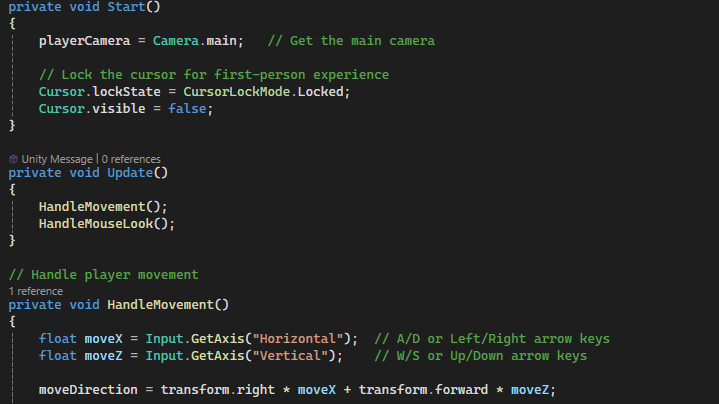 private void Start()
{
    playerCamera = Camera.main;   // Get the main camera
    // Lock the cursor for first-person experience
    Cursor.lockState = CursorLockMode.Locked;
    Cursor.visible = false;
}
Unity Message | 0 references
private void Update()
{
    HandleMovement();
    HandleMouseLook();
}
// Handle player movement
1 reference
private void HandleMovement()
{
    float moveX = Input.GetAxis("Horizontal");  // A/D or Left/Right arrow keys
    float moveZ = Input.GetAxis("Vertical");    // W/S or Up/Down arrow keys
    moveDirection = transform.right * moveX + transform.forward * moveZ;